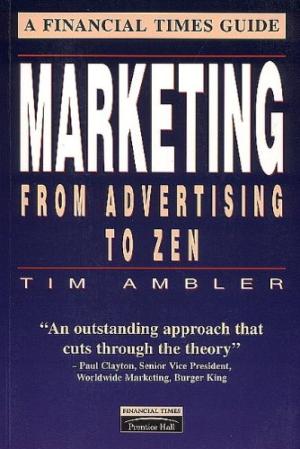 A FINANCIAL TIMES GUIDE
MARKETING
FROM ADVERTISING
TO ZEN
TIM AMBLER
“An outstanding approach that
cuts through the theory”
– Paul Clayton, Senior Vice President,
Worldwide Marketing, Burger King
FINANCIAL TIMES
Prentice Hall